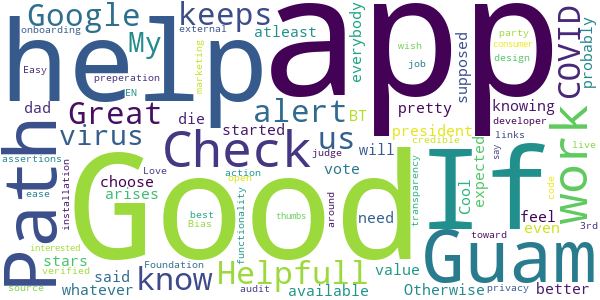 onboarding
external
Google
keeps
atleast
everybody
supposed
COVID
probably
wish
party
consumer
help
app
My
Easy
preperation
EN
marketing
job
design
dad
Great
die
alert
BT
pretty
knowing
developer
virus
started
us
president
links
assertions
Check
judge
will
credible
work
say
Path
installation
choose
Love
vote
expected
Cool
feel
live
ease
arises
action
need
transparency
toward
even
code
Good
If
interested
stars
best
thumbs
around
functionality
Bias
open
Guam
3rd
verified
said
know
Foundation
Helpfull
value
source
whatever
audit
available
Otherwise
privacy
better